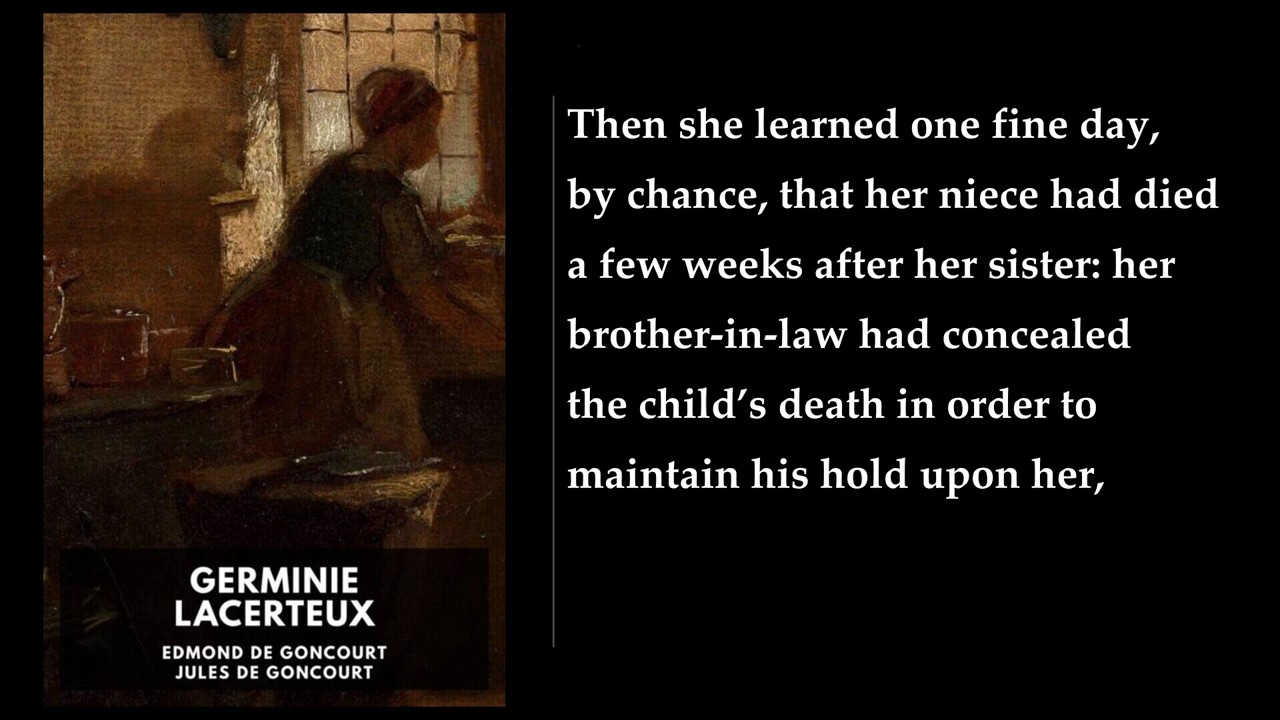 GERMINIE
LACERTEUX
EDMOND DE GONCOURT
JULES DE GONCOURT
Then she learned one fine day,
by chance, that her niece had died
a few weeks after her sister: her
brother-in-law had concealed
the child’s death in order to
maintain his hold upon her,